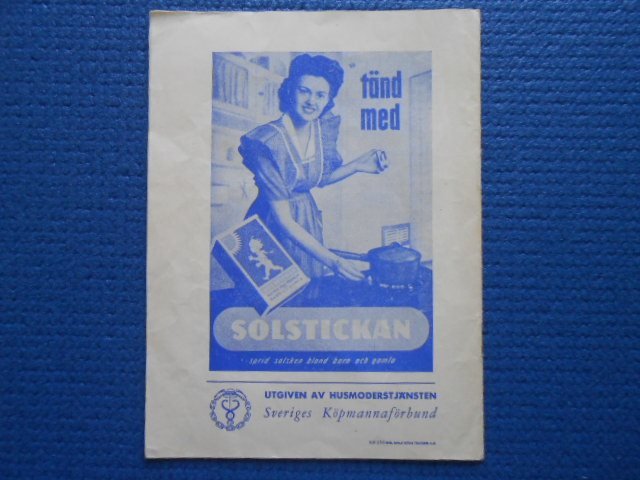 tänd
med
SOLSTICKAN
sprid solsken bland barn och gamla
UTGIVEN AV HUSMODERSTJÄNSTEN
Sveriges Köpmannaförbund